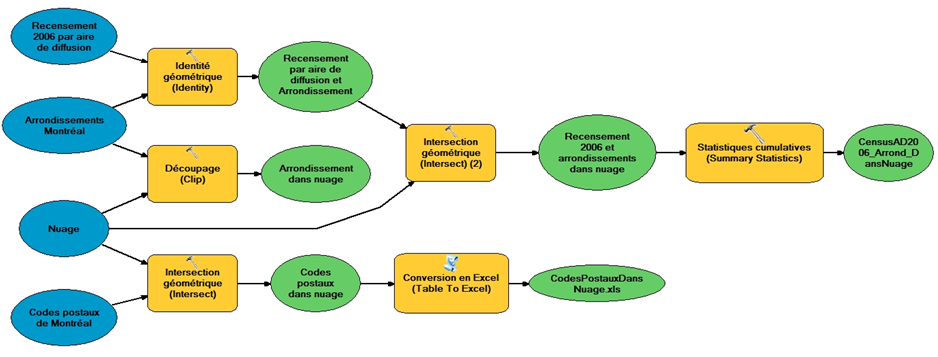 Recensement
2006 par aire
de diffusion
Identité
géométrique
(Identity)
Recensement
par aire de
diffusion et
Arrondissement
Arrondissements
Montréal
Découpage
(Clip)
Arrondissement
dans nuage
Intersection
géométrique
(Intersect) (2)
Recensement
2006 et
arrondissements
dans nuage
Statistiques cumulatives
(Summary Statistics)
CensusAD20
06_Arrond_D
ansNuage
Nuage
Intersection
géométrique
(Intersect)
Codes
postaux
dans nuage
Conversion en Excel
(Table To Excel)
CodesPostauxDans
Nuage.xls
Codes postaux
de Montréal